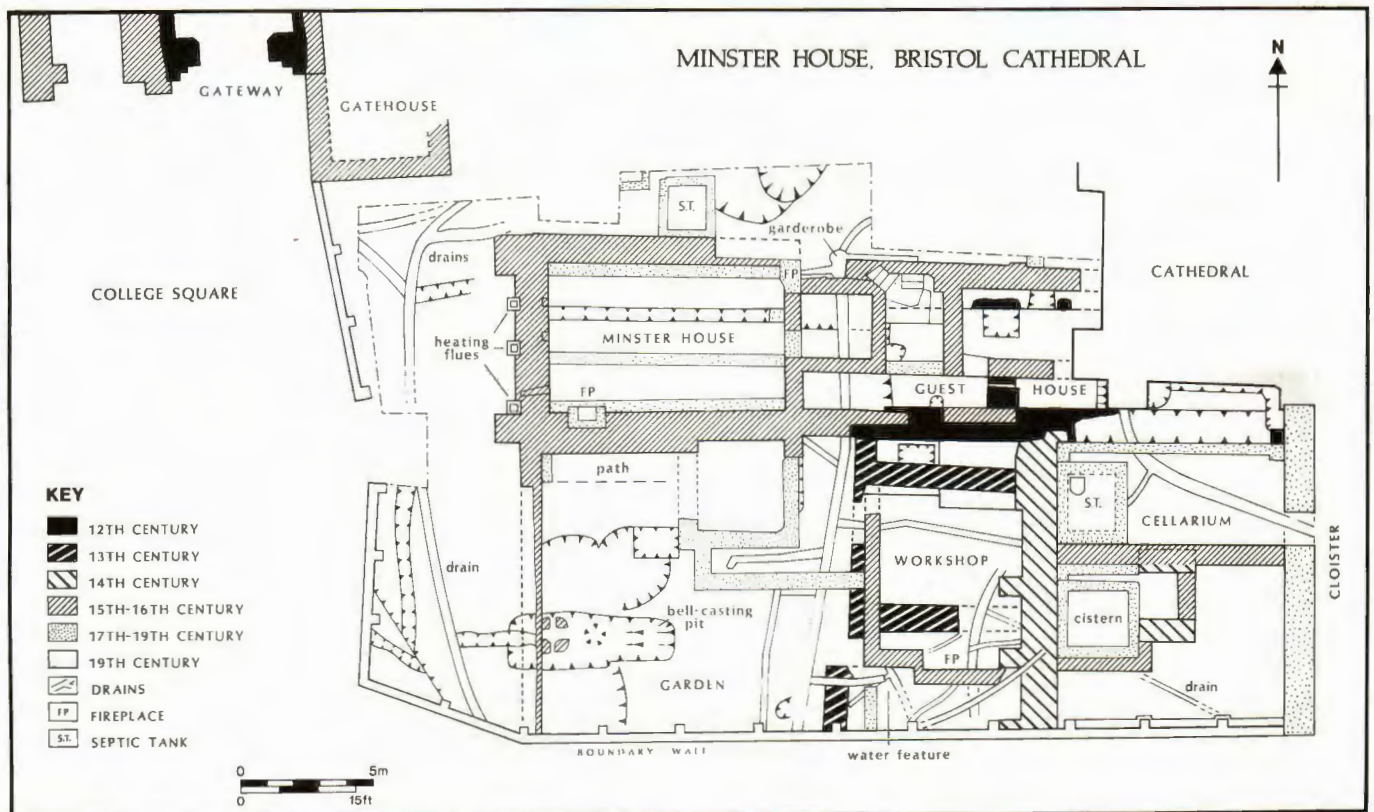 MINSTER HOUSE, BRISTOL CATHEDRAL
N
GATEWAY
GATEHOUSE
S.T.
garderobe
CATHEDRAL
drains
FP
COLLEGE SQUARE
MINSTER HOUSE
heating
flues
GUEST HOUSE
FP
path
S.T.
CELLARIUM
KEY
12TH CENTURY
13TH CENTURY
14TH CENTURY
15TH-16TH CENTURY
17TH-19TH CENTURY
19TH CENTURY
DRAINS
FP FIREPLACE
S.T. SEPTIC TANK
drain
WORKSHOP
CLOISTER
bell-casting
pit
cistern
FP
GARDEN
drain
BOUNDARY WALL
water feature
0 5m
0 15ft